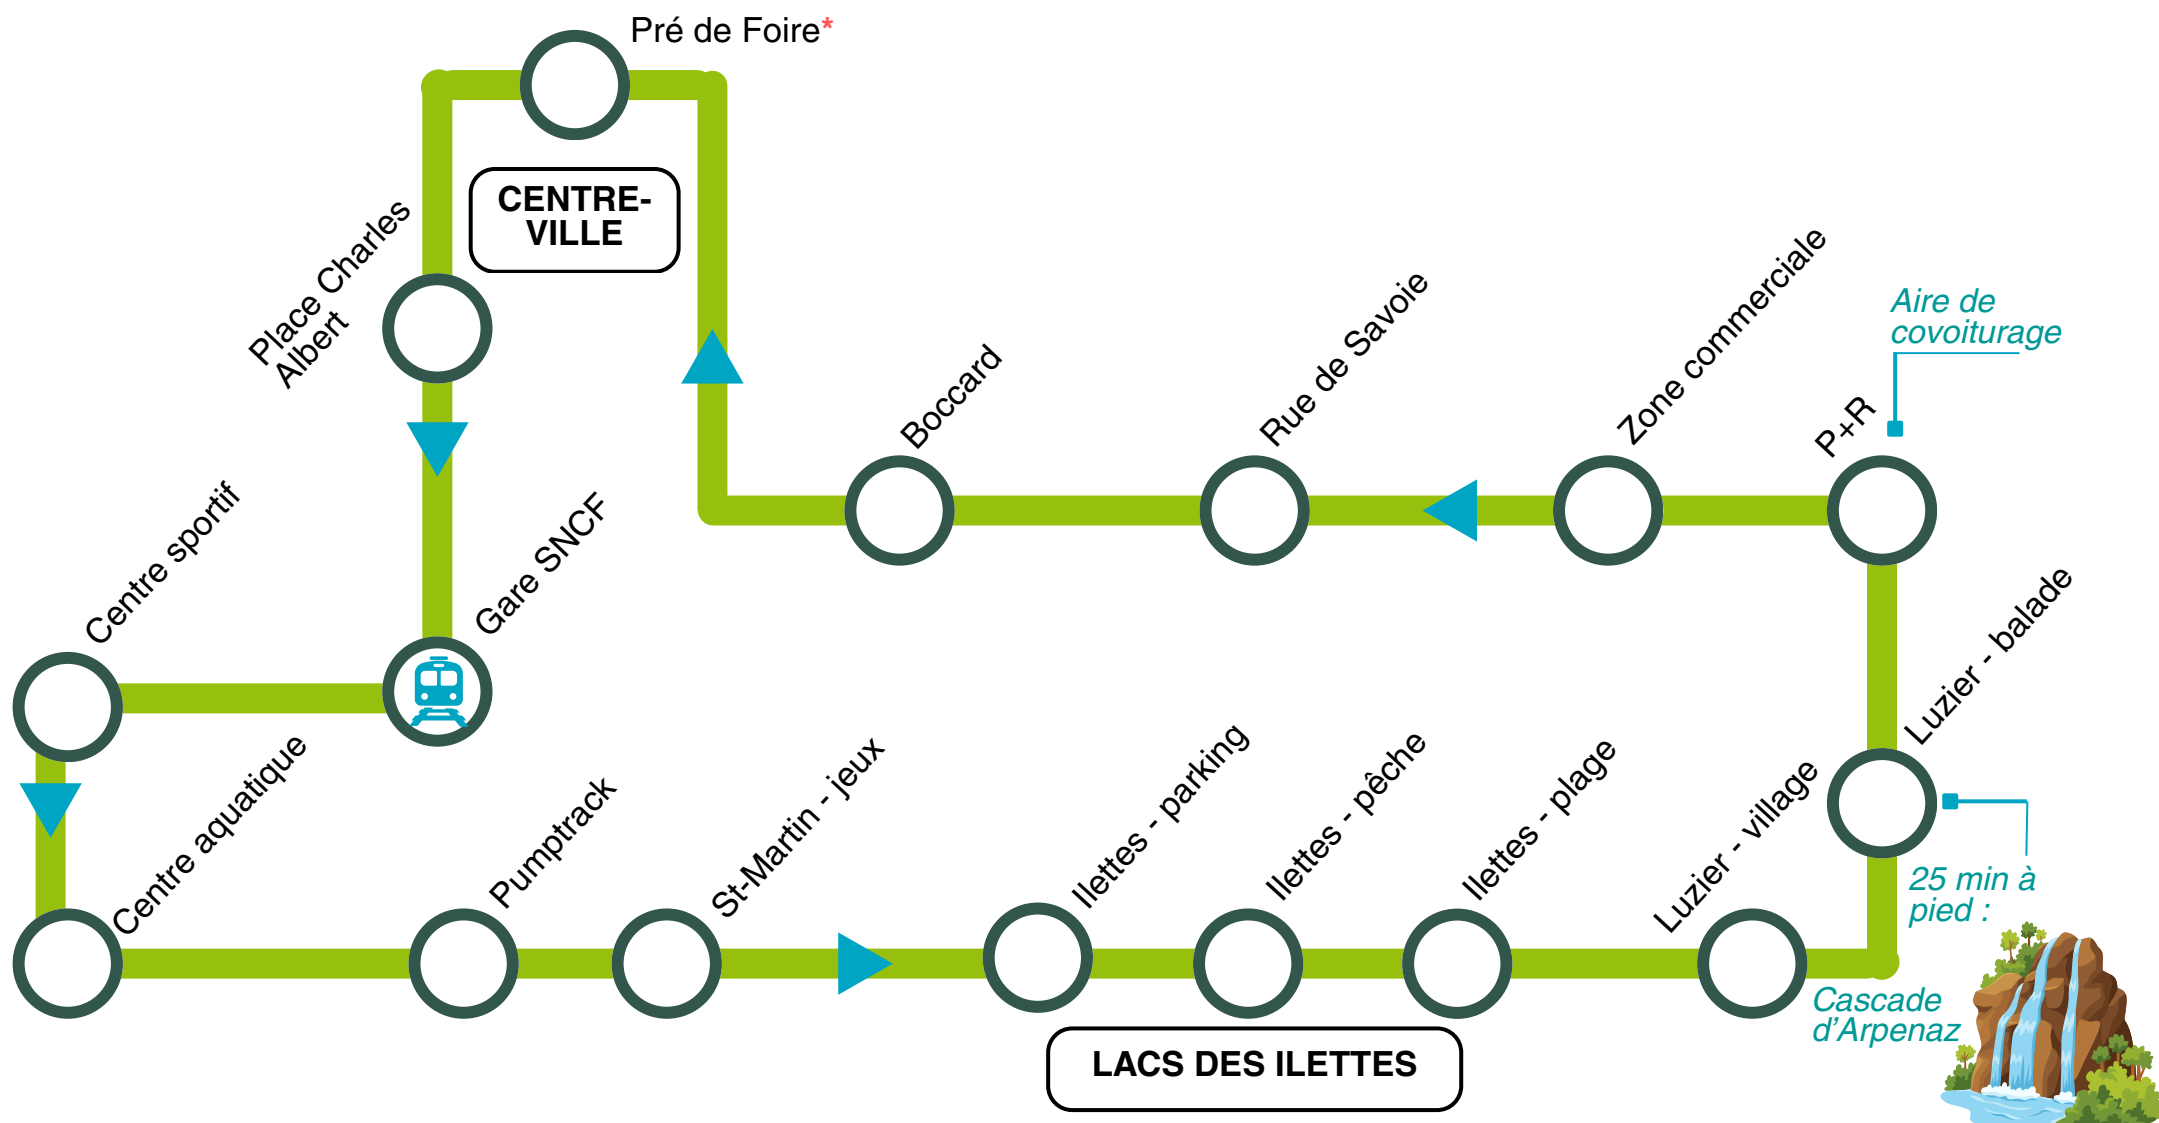 Pré de Foire*
CENTRE-
VILLE
Place Charles
Albert
Aire de
covoiturage
Boccard
Rue de Savoie
Zone commerciale
P+R
Centre sportif
Gare SNCF
Luzier - balade
Centre aquatique
Pumptrack
St-Martin - jeux
Ilettes - parking
Ilettes - pêche
Ilettes - plage
Luzier - village
25 min à
pied :
Cascade
d'Arpenaz
LACS DES ILETTES